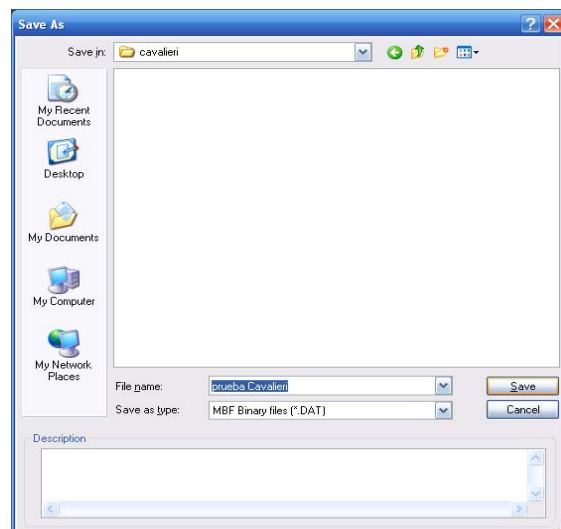 Save As
Save in: cavalieri
My Recent
Documents
Desktop
My Documents
My Computer
My Network
Places
File name: prueba Cavalieri Save
Save as type: MBF Binary files (*.DAT) Cancel
Description